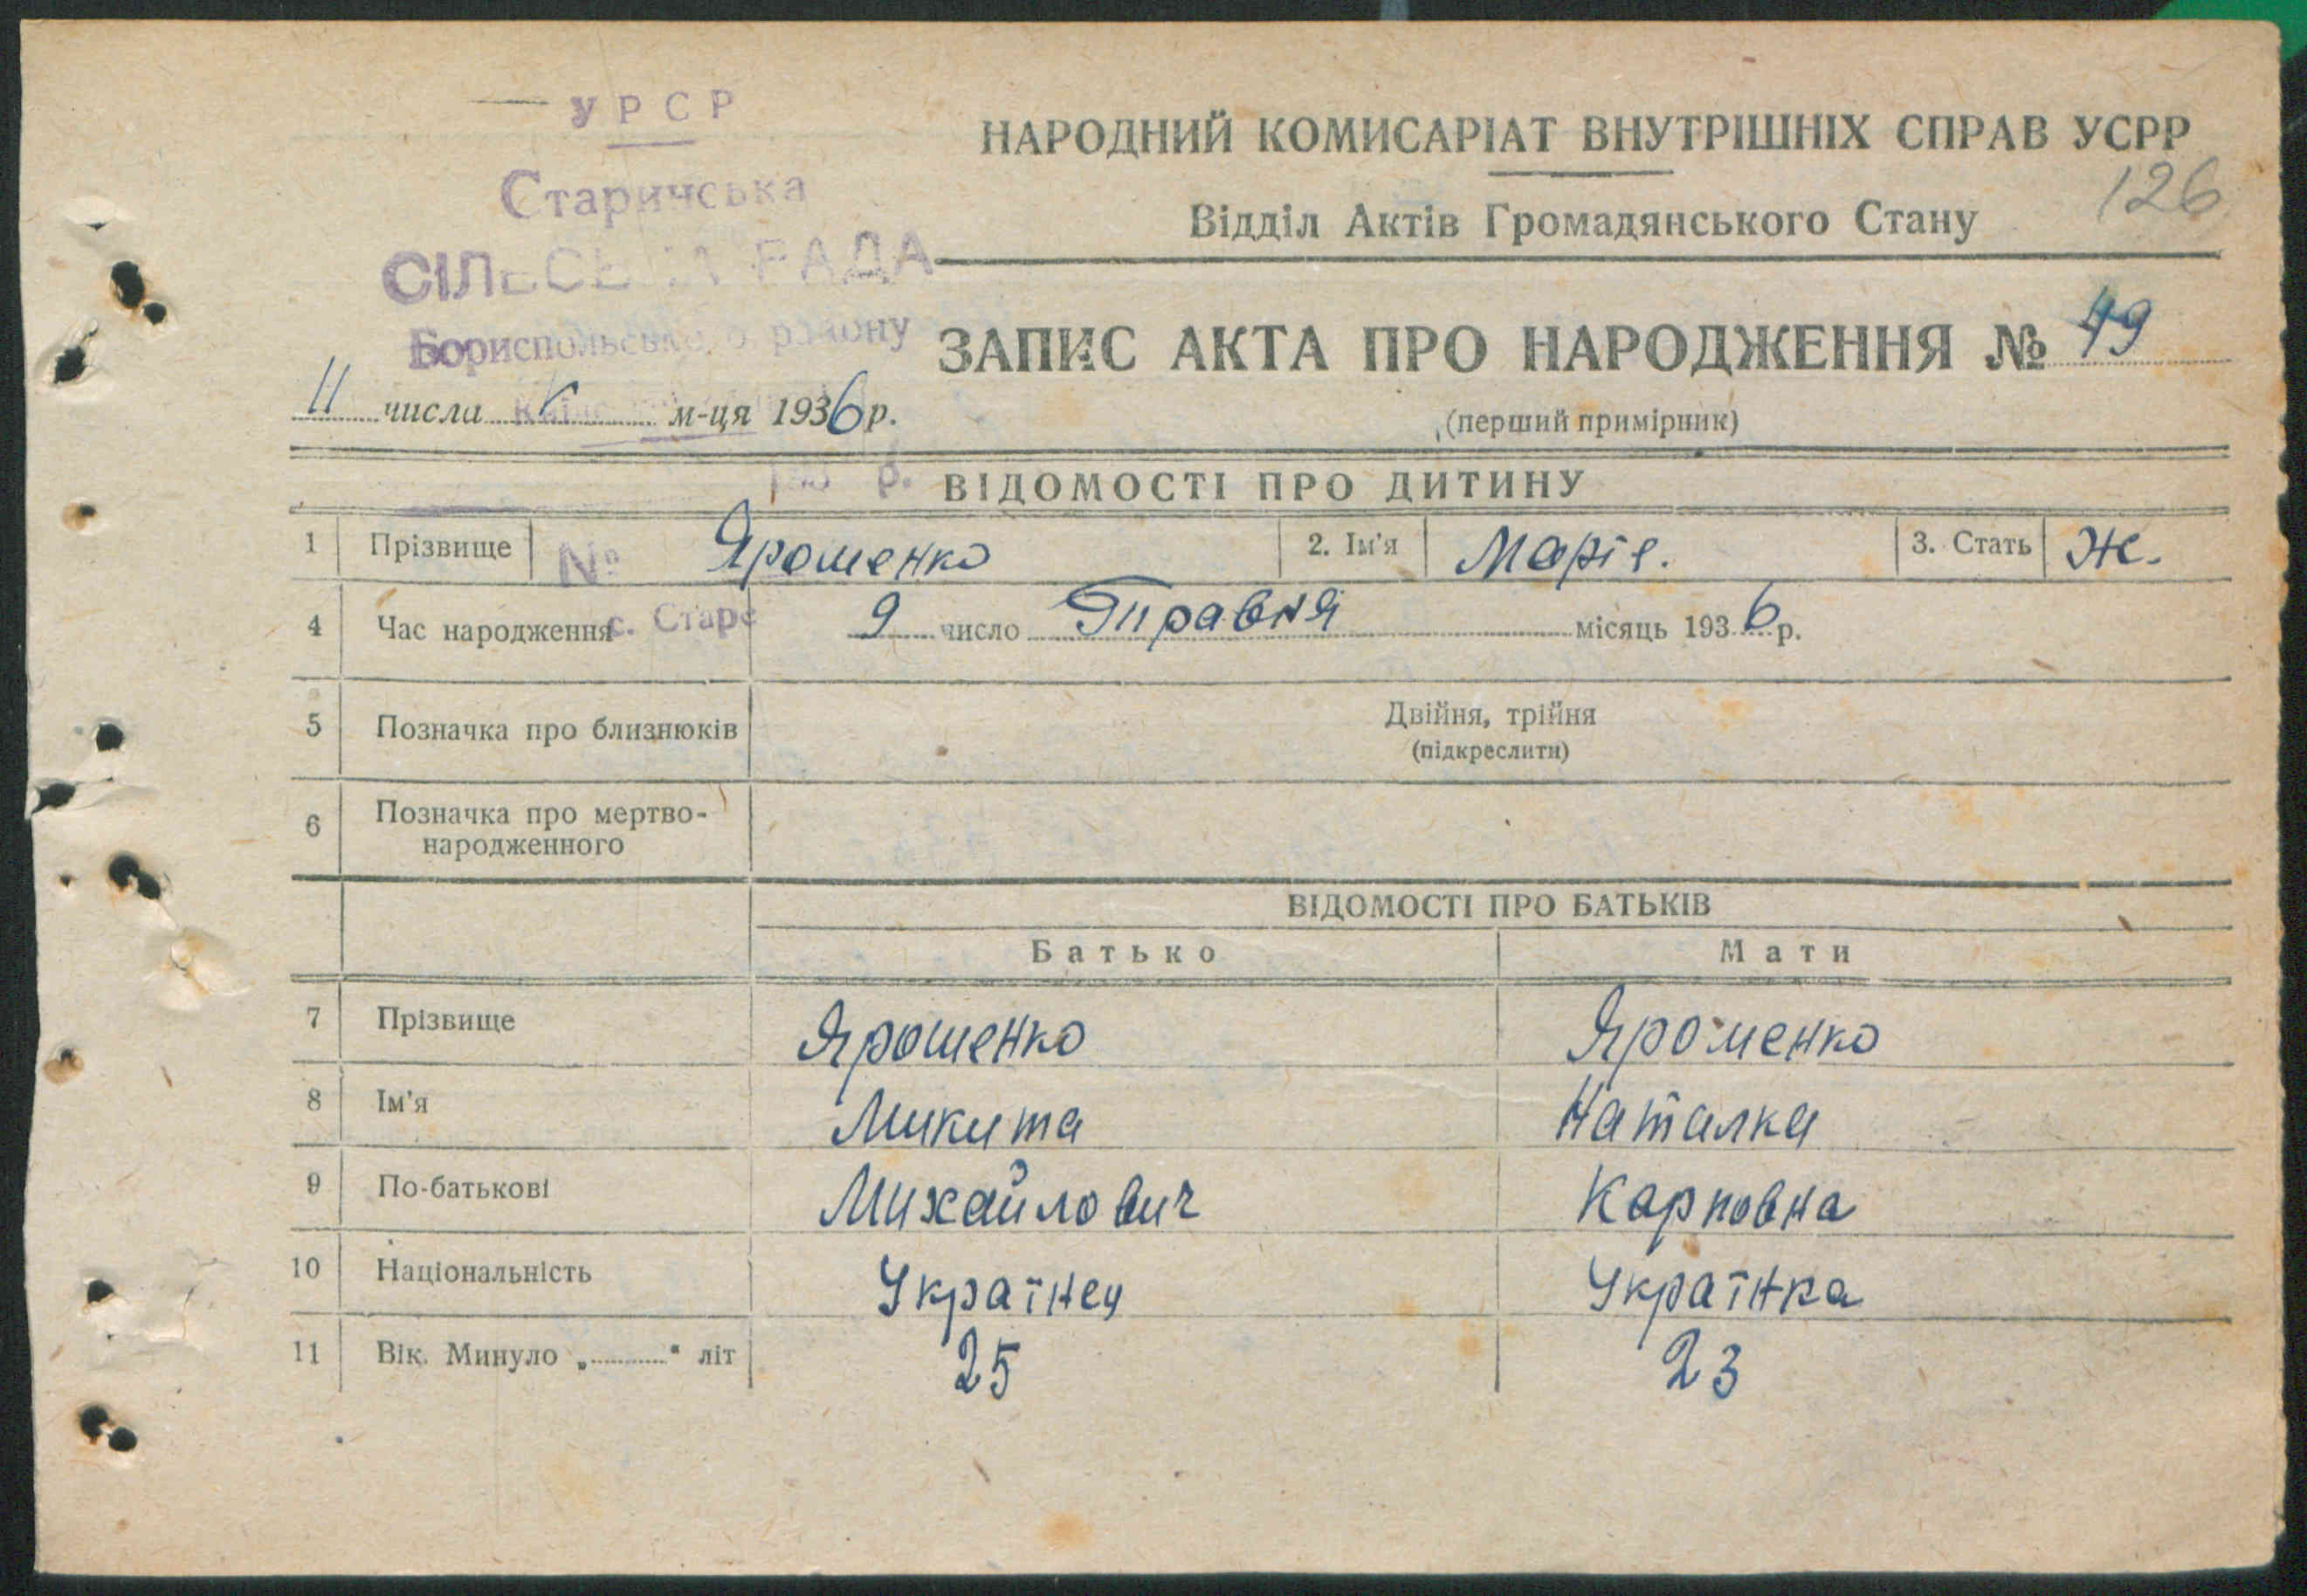 УРСР
Старичська
СІЛЬСЬКА РАДА
Бориспольського району
р.
№
с. Старе
НАРОДНИЙ КОМИСАРІАТ ВНУТРІШНІХ СПРАВ УСРР
126
Відділ Актів Громадянського Стану
ЗАПИС АКТА ПРО НАРОДЖЕННЯ № 49
11 числа м-ця 1936 р.
(перший примірник)
ВІДОМОСТІ ПРО ДИТИНУ
1 Прізвище Ярошенко 2. Ім'я Маріе. 3. Стать Ж.
4 Час народження 9 число Травня місяць 1936 р.
5 Позначка про близнюків Двійня, трійня
(підкреслити)
6 Позначка про мертво-
народженного
ВІДОМОСТІ ПРО БАТЬКІВ
Батько Мати
7 Прізвище Ярошенко Ярошенко
8 Ім'я Микита Наталка
9 По-батькові Михайлович Карповна
10 Національність Українец Українка
11 Вік. Минуло „ “ літ 25 23